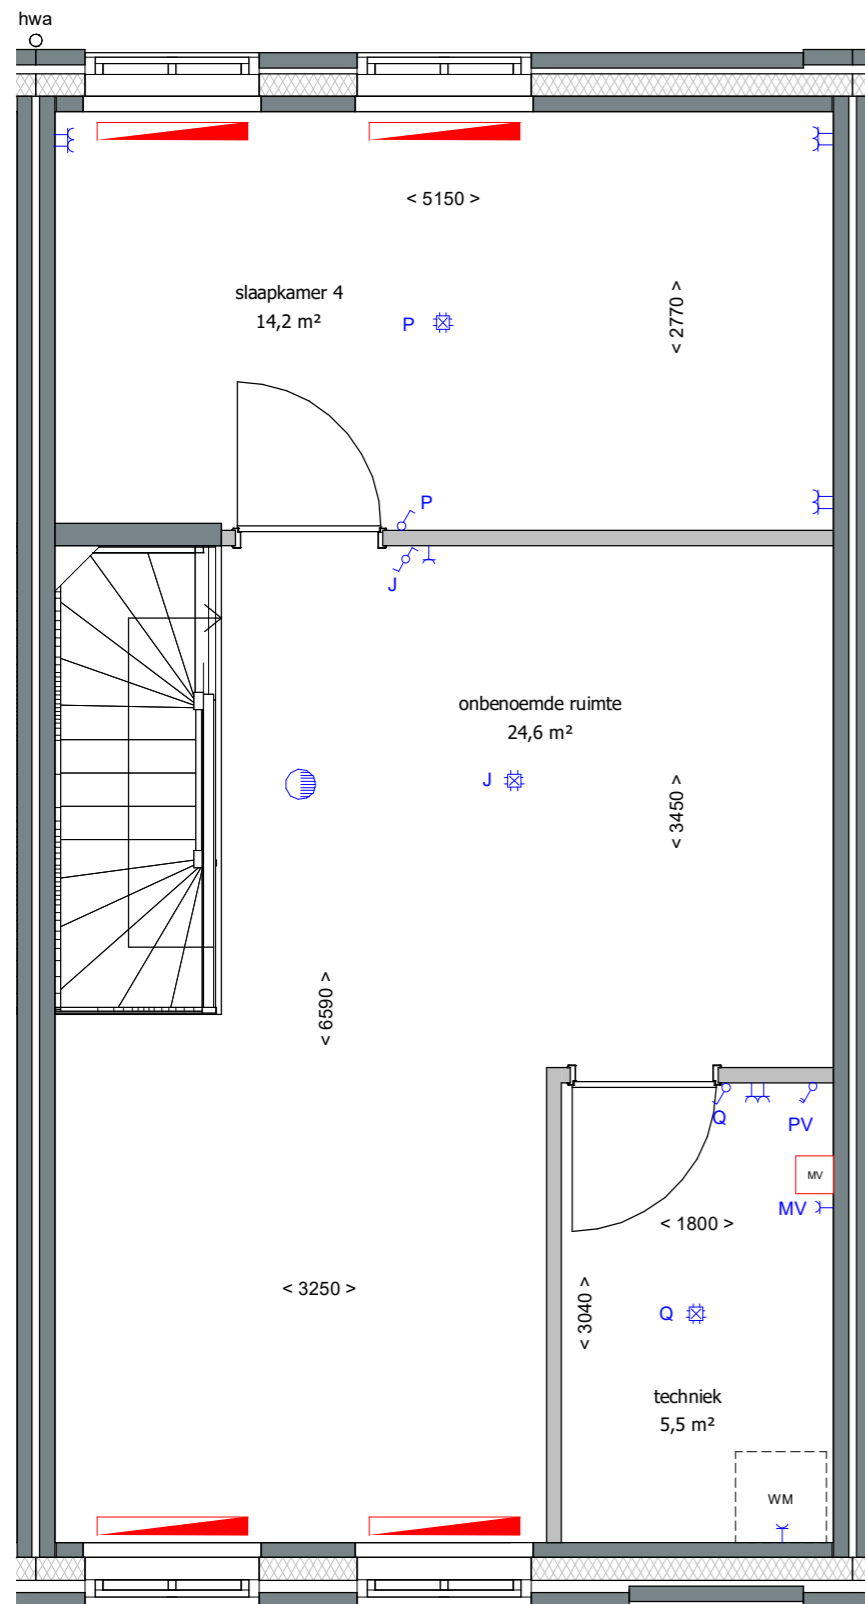 hwa
< 5150 >
slaapkamer 4
14,2 m²
< 2770 >
P
P
J
onbenoemde ruimte
24,6 m²
J
< 3450 >
< 6590 >
Q
PV
MV
MV
< 1800 >
< 3250 >
< 3040 >
Q
techniek
5,5 m²
WM